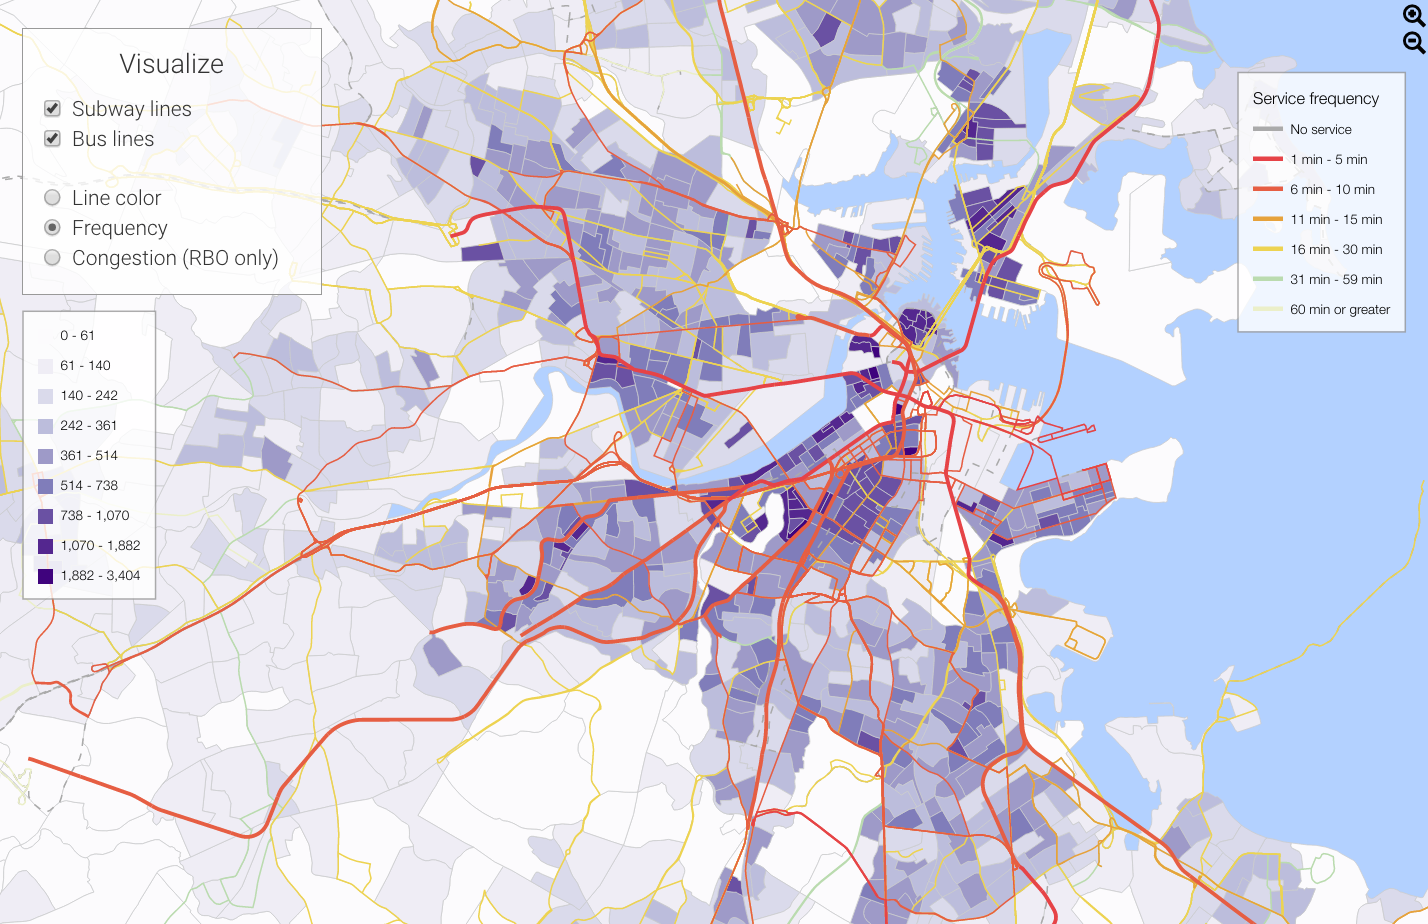 Visualize
Subway lines
Bus lines
Line color
Frequency
Congestion (RBO only)
0 - 61
61 - 140
140 - 242
242 - 361
361 - 514
514 - 738
738 - 1,070
1,070 - 1,882
1,882 - 3,404
Service frequency
No service
1 min - 5 min
6 min - 10 min
11 min - 15 min
16 min - 30 min
31 min - 59 min
60 min or greater